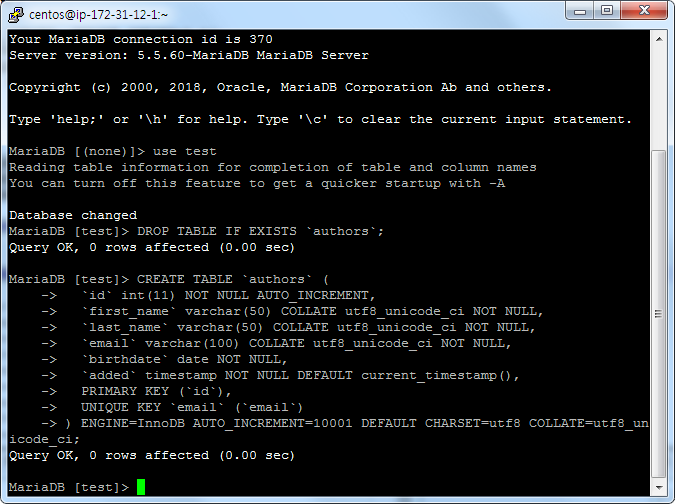 centos@ip-172-31-12-1:~
Your MariaDB connection id is 370
Server version: 5.5.60-MariaDB MariaDB Server
Copyright (c) 2000, 2018, Oracle, MariaDB Corporation Ab and others.
Type 'help;' or '\h' for help. Type '\c' to clear the current input statement.
MariaDB [(none)]> use test
Reading table information for completion of table and column names
You can turn off this feature to get a quicker startup with -A
Database changed
MariaDB [test]> DROP TABLE IF EXISTS `authors`;
Query OK, 0 rows affected (0.00 sec)
MariaDB [test]> CREATE TABLE `authors` (
    ->   `id` int(11) NOT NULL AUTO_INCREMENT,
    ->   `first_name` varchar(50) COLLATE utf8_unicode_ci NOT NULL,
    ->   `last_name` varchar(50) COLLATE utf8_unicode_ci NOT NULL,
    ->   `email` varchar(100) COLLATE utf8_unicode_ci NOT NULL,
    ->   `birthdate` date NOT NULL,
    ->   `added` timestamp NOT NULL DEFAULT current_timestamp(),
    ->   PRIMARY KEY (`id`),
    ->   UNIQUE KEY `email` (`email`)
    -> ) ENGINE=InnoDB AUTO_INCREMENT=10001 DEFAULT CHARSET=utf8 COLLATE=utf8_un
icode_ci;
Query OK, 0 rows affected (0.00 sec)
MariaDB [test]>